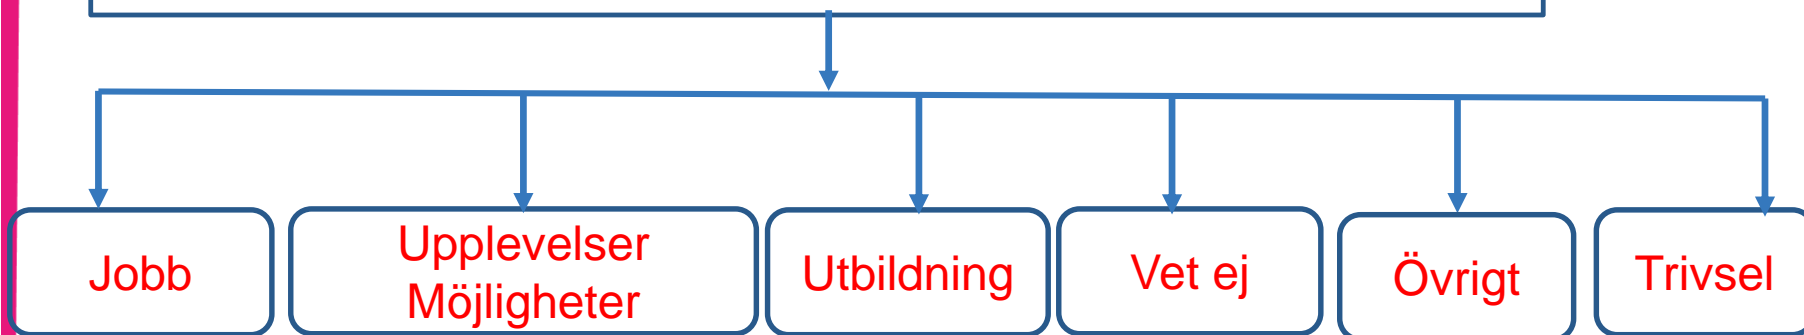 Jobb
Upplevelser
Möjligheter
Utbildning
Vet ej
Övrigt
Trivsel